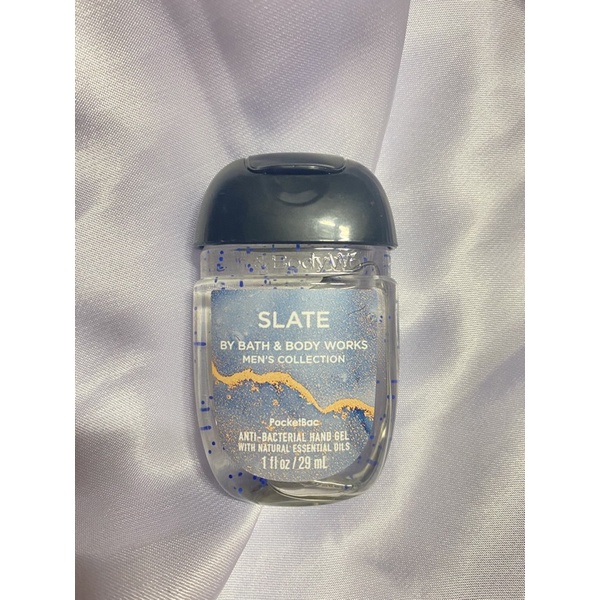 SLATE
BY BATH & BODY WORKS
MEN'S COLLECTION
PocketBac
ANTI-BACTERIAL HAND GEL
WITH NATURAL ESSENTIAL OILS
1 fl oz / 29 mL